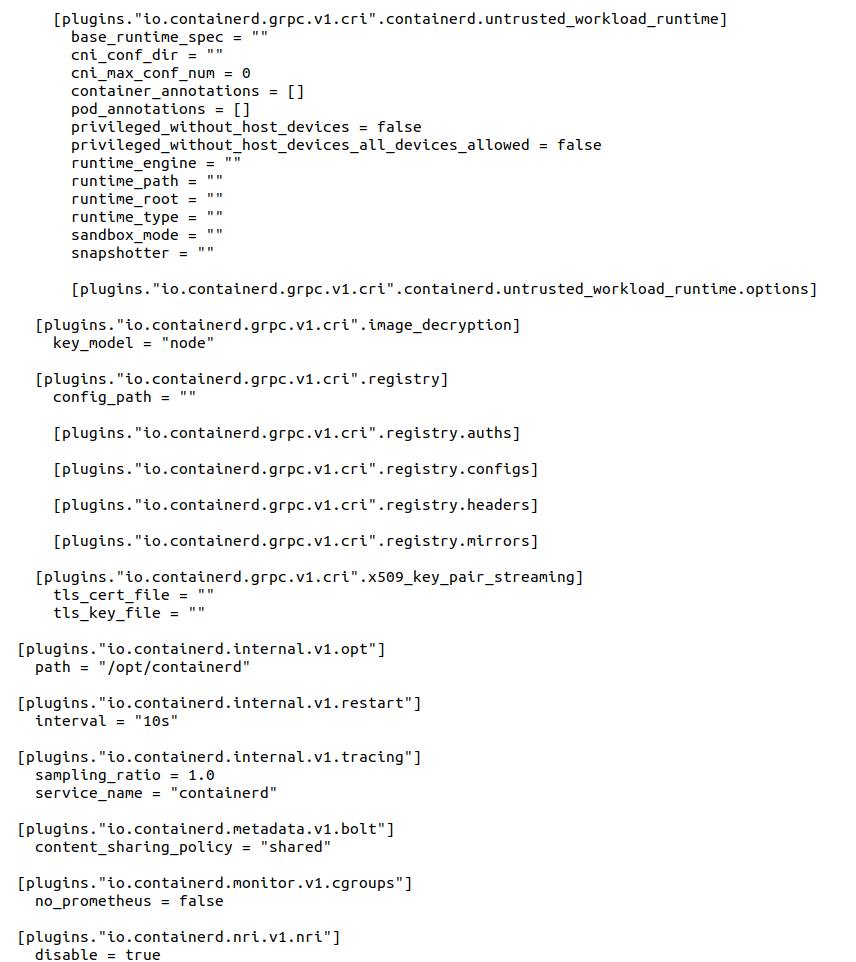 [plugins."io.containerd.grpc.v1.cri".containerd.untrusted_workload_runtime]
base_runtime_spec = ""
cni_conf_dir = ""
cni_max_conf_num = 0
container_annotations = []
pod_annotations = []
privileged_without_host_devices = false
privileged_without_host_devices_all_devices_allowed = false
runtime_engine = ""
runtime_path = ""
runtime_root = ""
runtime_type = ""
sandbox_mode = ""
snapshotter = ""
[plugins."io.containerd.grpc.v1.cri".containerd.untrusted_workload_runtime.options]
[plugins."io.containerd.grpc.v1.cri".image_decryption]
key_model = "node"
[plugins."io.containerd.grpc.v1.cri".registry]
config_path = ""
[plugins."io.containerd.grpc.v1.cri".registry.auths]
[plugins."io.containerd.grpc.v1.cri".registry.configs]
[plugins."io.containerd.grpc.v1.cri".registry.headers]
[plugins."io.containerd.grpc.v1.cri".registry.mirrors]
[plugins."io.containerd.grpc.v1.cri".x509_key_pair_streaming]
tls_cert_file = ""
tls_key_file = ""
[plugins."io.containerd.internal.v1.opt"]
path = "/opt/containerd"
[plugins."io.containerd.internal.v1.restart"]
interval = "10s"
[plugins."io.containerd.internal.v1.tracing"]
sampling_ratio = 1.0
service_name = "containerd"
[plugins."io.containerd.metadata.v1.bolt"]
content_sharing_policy = "shared"
[plugins."io.containerd.monitor.v1.cgroups"]
no_prometheus = false
[plugins."io.containerd.nri.v1.nri"]
disable = true